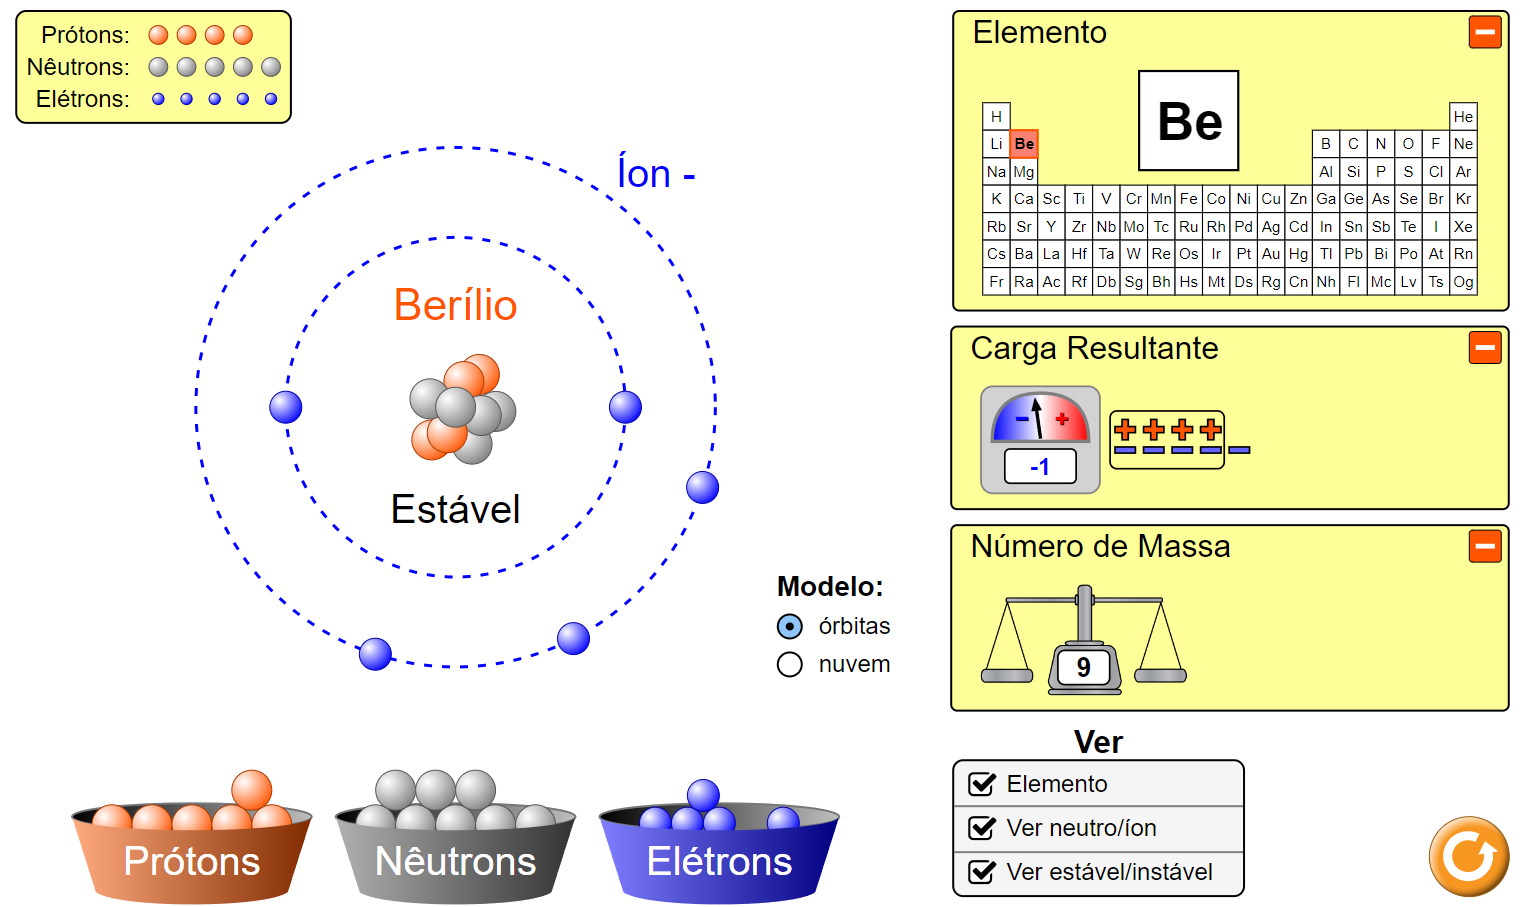 Prótons:
Nêutrons:
Elétrons:
Íon -
Berílio
Estável
Modelo:
órbitas
nuvem
Prótons
Nêutrons
Elétrons
Elemento
Be
H He
Li Be B C N O F Ne
Na Mg Al Si P S Cl Ar
K Ca Sc Ti V Cr Mn Fe Co Ni Cu Zn Ga Ge As Se Br Kr
Rb Sr Y Zr Nb Mo Tc Ru Rh Pd Ag Cd In Sn Sb Te I Xe
Cs Ba La Hf Ta W Re Os Ir Pt Au Hg Tl Pb Bi Po At Rn
Fr Ra Ac Rf Db Sg Bh Hs Mt Ds Rg Cn Nh Fl Mc Lv Ts Og
Carga Resultante
- +
-1
+ + + +
- - - - -
Número de Massa
9
Ver
Elemento
Ver neutro/íon
Ver estável/instável